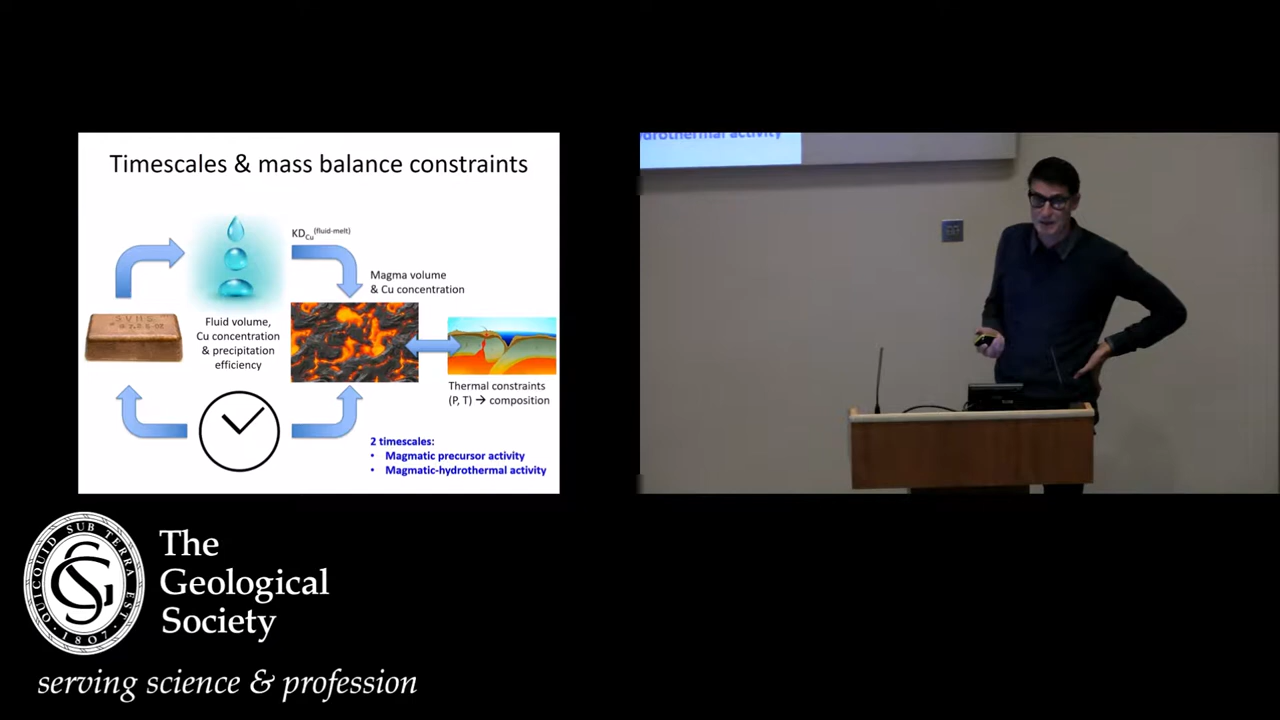 Timescales & mass balance constraints
KDCu(fluid-melt)
Magma volume
& Cu concentration
Fluid volume,
Cu concentration
& precipitation
efficiency
Thermal constraints
(P, T) → composition
2 timescales:
• Magmatic precursor activity
• Magmatic-hydrothermal activity
drothermal activity
QUICQUID SUB TERRA EST
1807
The
Geological
Society
serving science & profession